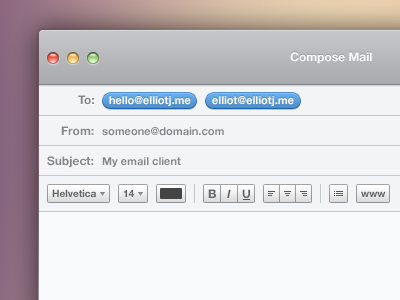 Compose Mail
To: hello@elliotj.me elliot@elliotj.me
From: someone@domain.com
Subject: My email client
Helvetica 14 B I U www